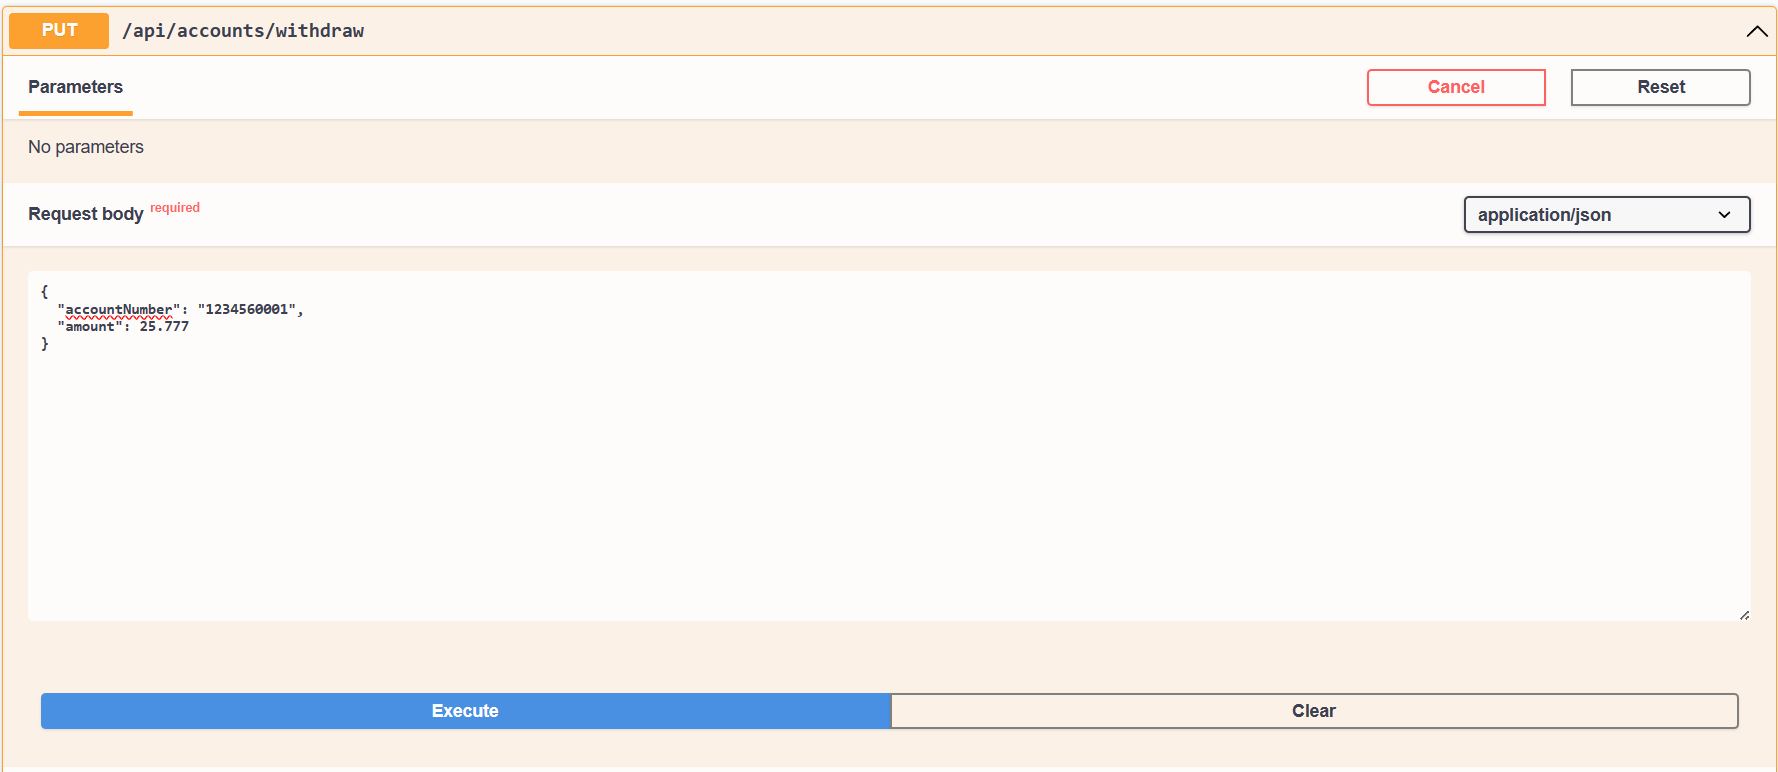 PUT /api/accounts/withdraw
Parameters
Cancel
Reset
No parameters
Request body required
application/json
{
  "accountNumber": "1234560001",
  "amount": 25.777
}
Execute
Clear